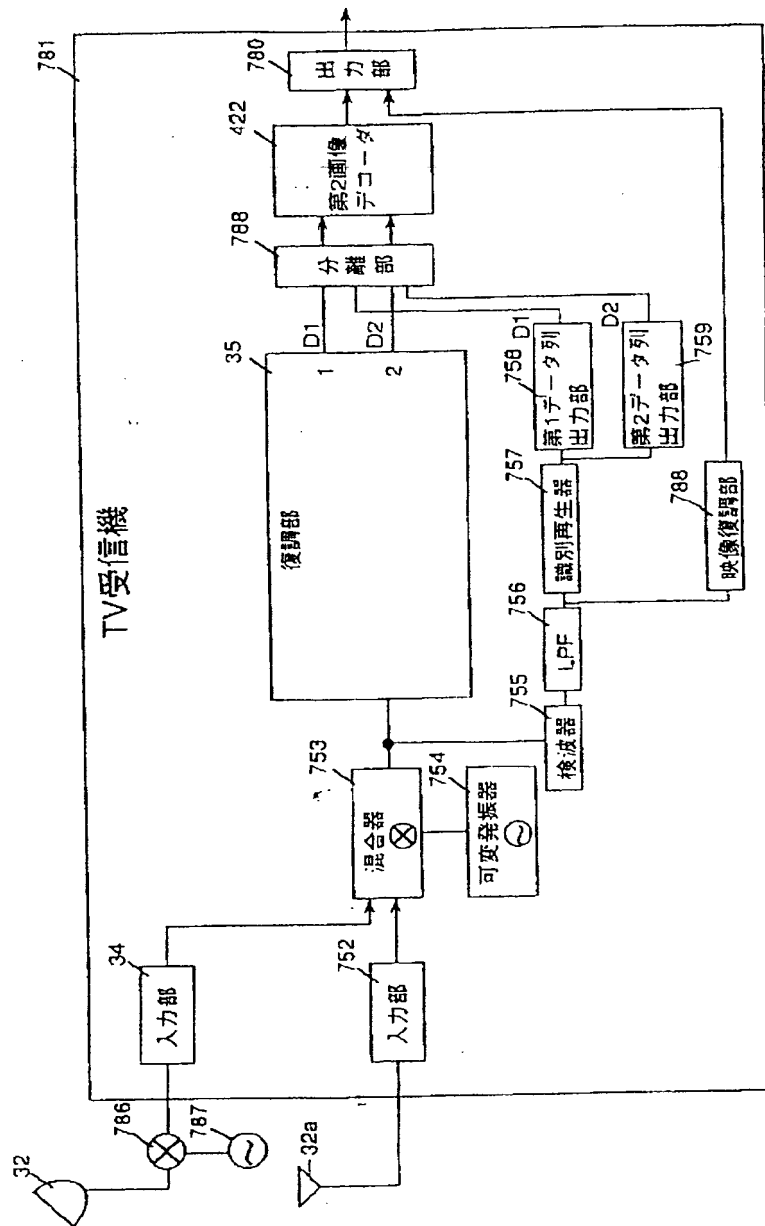 TV受信機
781
32
786
787
32a
34
入力部
752
入力部
753
混合器
754
可変発振器
35
復調部
1
2
D1
D2
788
分離部
422
第2画像
デコーダ
780
出力部
755
検波器
756
LPF
757
識別再生器
758
D1
第1データ列
出力部
D2
第2データ列
出力部
759
788
映像復調部